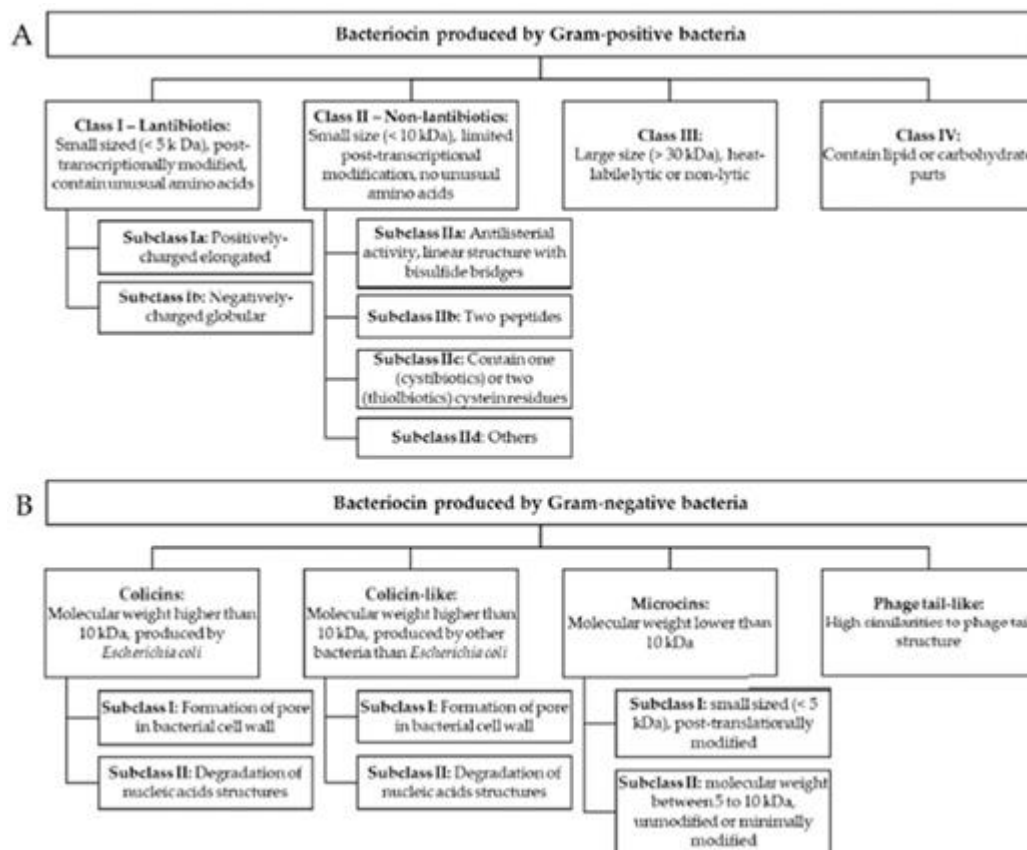 A
Bacteriocin produced by Gram-positive bacteria
Class I – Lantibiotics:
Small sized (< 5 k Da), post-
transcriptionally modified,
contain unusual amino acids
Subclass Ia: Positively-
charged elongated
Subclass Ib: Negatively-
charged globular
Class II – Non-lantibiotics:
Small size (< 10 kDa), limited
post-transcriptional
modification, no unusual
amino acids
Subclass IIa: Antilisterial
activity, linear structure with
bisulfide bridges
Subclass IIb: Two peptides
Subclass IIc: Contain one
(cystibiotics) or two
(thiolbiotics) cystein residues
Subclass IId: Others
Class III:
Large size (> 30 kDa), heat-
labile lytic or non-lytic
Class IV:
Contain lipid or carbohydrate
parts
B
Bacteriocin produced by Gram-negative bacteria
Colicins:
Molecular weight higher than
10 kDa, produced by
Escherichia coli
Subclass I: Formation of pore
in bacterial cell wall
Subclass II: Degradation of
nucleic acids structures
Colicin-like:
Molecular weight higher than
10 kDa, produced by other
bacteria than Escherichia coli
Subclass I: Formation of pore
in bacterial cell wall
Subclass II: Degradation of
nucleic acids structures
Microcins:
Molecular weight lower than
10 kDa
Subclass I: small sized (< 5
kDa), post-translationally
modified
Subclass II: molecular weight
between 5 to 10 kDa,
unmodified or minimally
modified
Phage tail-like:
High similarities to phage tail
structure